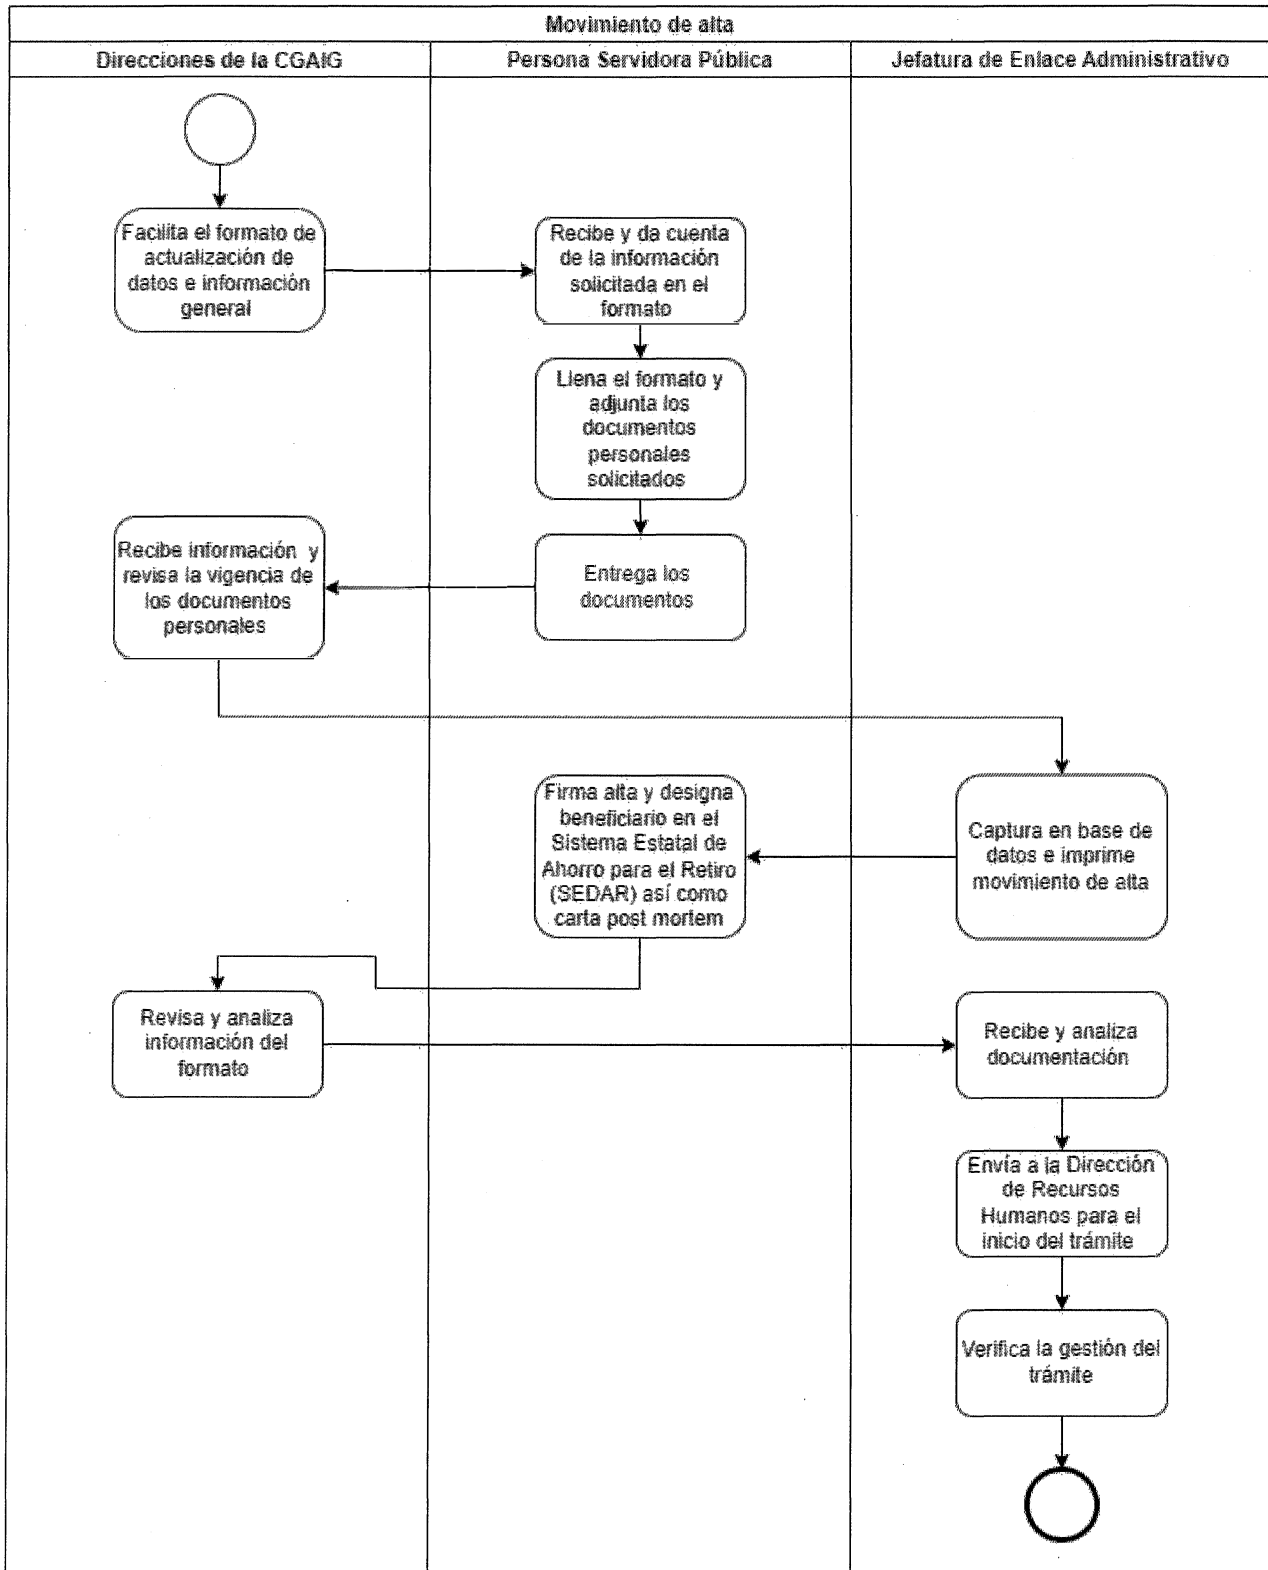 Movimiento de alta
Direcciones de la CGAIG
Persona Servidora Pública
Jefatura de Enlace Administrativo
Facilita el formato de
actualización de
datos e información
general
Recibe y da cuenta
de la información
solicitada en el
formato
Llena el formato y
adjunta los
documentos
personales
solicitados
Entrega los
documentos
Recibe información y
revisa la vigencia de
los documentos
personales
Captura en base de
datos e imprime
movimiento de alta
Firma alta y designa
beneficiario en el
Sistema Estatal de
Ahorro para el Retiro
(SEDAR) así como
carta post mortem
Revisa y analiza
información del
formato
Recibe y analiza
documentación
Envía a la Dirección
de Recursos
Humanos para el
inicio del trámite
Verifica la gestión del
trámite